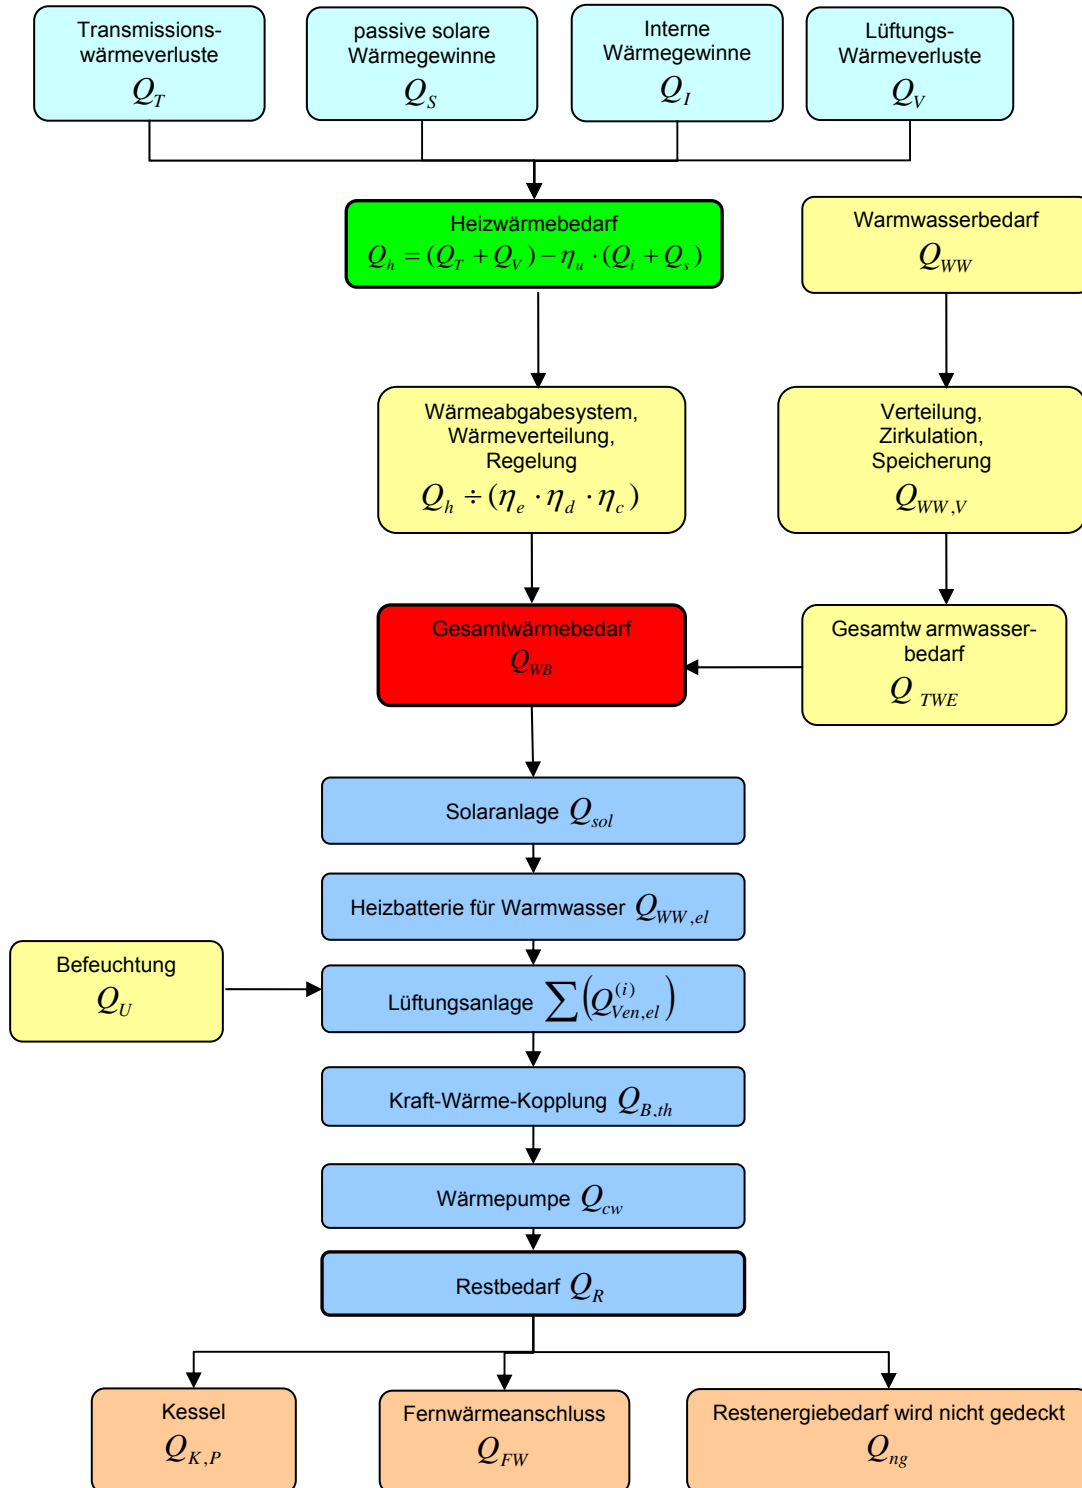 Transmissions-
wärmeverluste
Q_T
passive solare
Wärmegewinne
Q_S
Interne
Wärmegewinne
Q_I
Lüftungs-
Wärmeverluste
Q_V
Heizwärmebedarf
Q_h = (Q_T + Q_V) − η_u · (Q_i + Q_s)
Warmwasserbedarf
Q_WW
Wärmeabgabesystem,
Wärmeverteilung,
Regelung
Q_h ÷ (η_e · η_d · η_c)
Verteilung,
Zirkulation,
Speicherung
Q_WW,V
Gesamtwärmebedarf
Q_WB
Gesamtw armwasser-
bedarf
Q_TWE
Solaranlage Q_sol
Heizbatterie für Warmwasser Q_WW,el
Befeuchtung
Q_U
Lüftungsanlage ∑(Q_Ven,el^(i))
Kraft-Wärme-Kopplung Q_B,th
Wärmepumpe Q_cw
Restbedarf Q_R
Kessel
Q_K,P
Fernwärmeanschluss
Q_FW
Restenergiebedarf wird nicht gedeckt
Q_ng